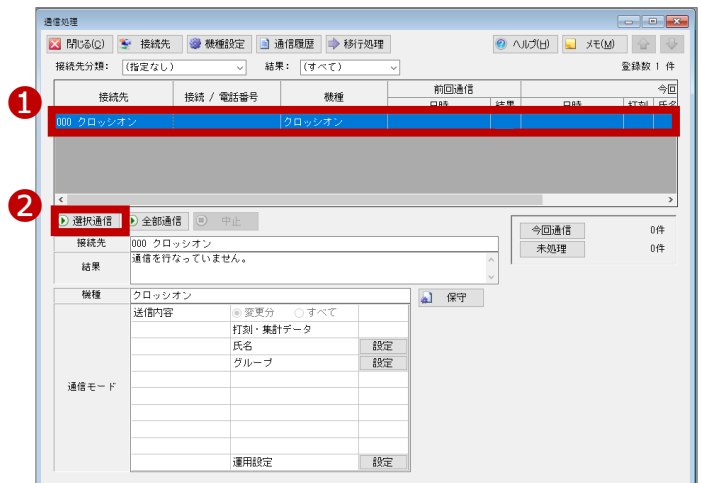 通信処理
閉じる(C) 接続先 機種設定 通信履歴 移行処理 ヘルプ(H) メモ(M)
接続先分類: (指定なし) 結果: (すべて) 登録数 1 件
接続先 接続 / 電話番号 機種 前回通信 今回
日時 結果 日時 打刻 氏名
1
000 クロッシオン クロッシオン
2
選択通信 全部通信 中止
今回通信 0件
接続先 000 クロッシオン
未処理 0件
結果 通信を行なっていません。
機種 クロッシオン 保守
送信内容 変更分 すべて
打刻・集計データ
氏名 設定
グループ 設定
通信モード
運用設定 設定